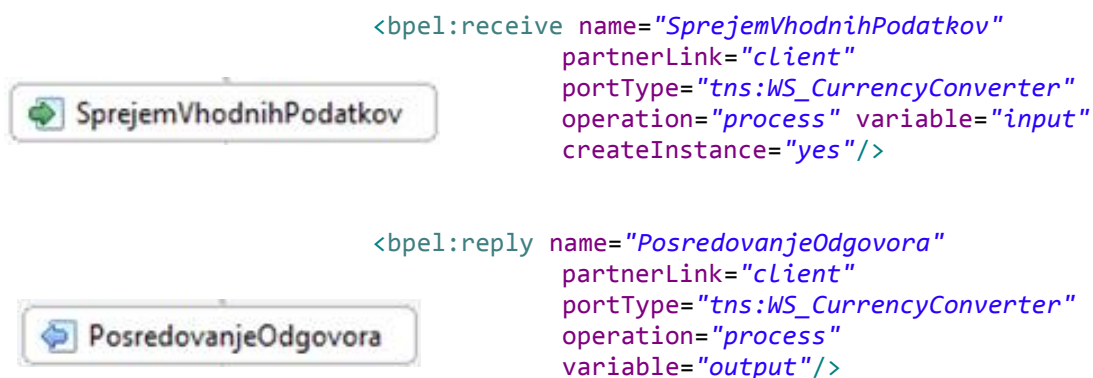 <bpel:receive name="SprejemVhodnihPodatkov"
partnerLink="client"
portType="tns:WS_CurrencyConverter"
SprejemVhodnihPodatkov
operation="process" variable="input"
createInstance="yes"/>
<bpel:reply name="PosredovanjeOdgovora"
partnerLink="client"
portType="tns:WS_CurrencyConverter"
PosredovanjeOdgovora
operation="process"
variable="output"/>